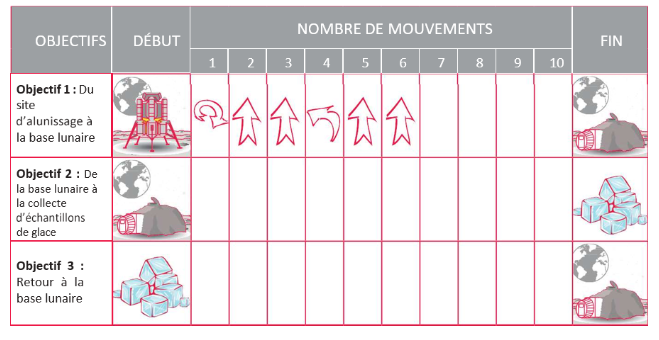 OBJECTIFS DÉBUT NOMBRE DE MOUVEMENTS FIN
1 2 3 4 5 6 7 8 9 10
Objectif 1 : Du
site
d'alunissage à
la base lunaire
Objectif 2 : De
la base lunaire à
la collecte
d'échantillons
de glace
Objectif 3 :
Retour à la
base lunaire